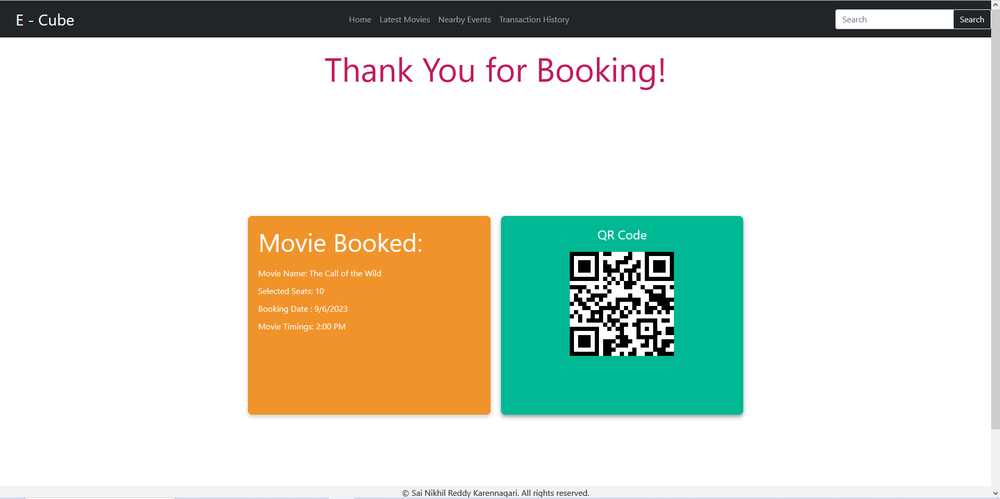 E - Cube
Home Latest Movies Nearby Events Transaction History
Search Search
Thank You for Booking!
Movie Booked:
Movie Name: The Call of the Wild
Selected Seats: 10
Booking Date : 9/6/2023
Movie Timings: 2:00 PM
QR Code
© Sai Nikhil Reddy Karennagari. All rights reserved.